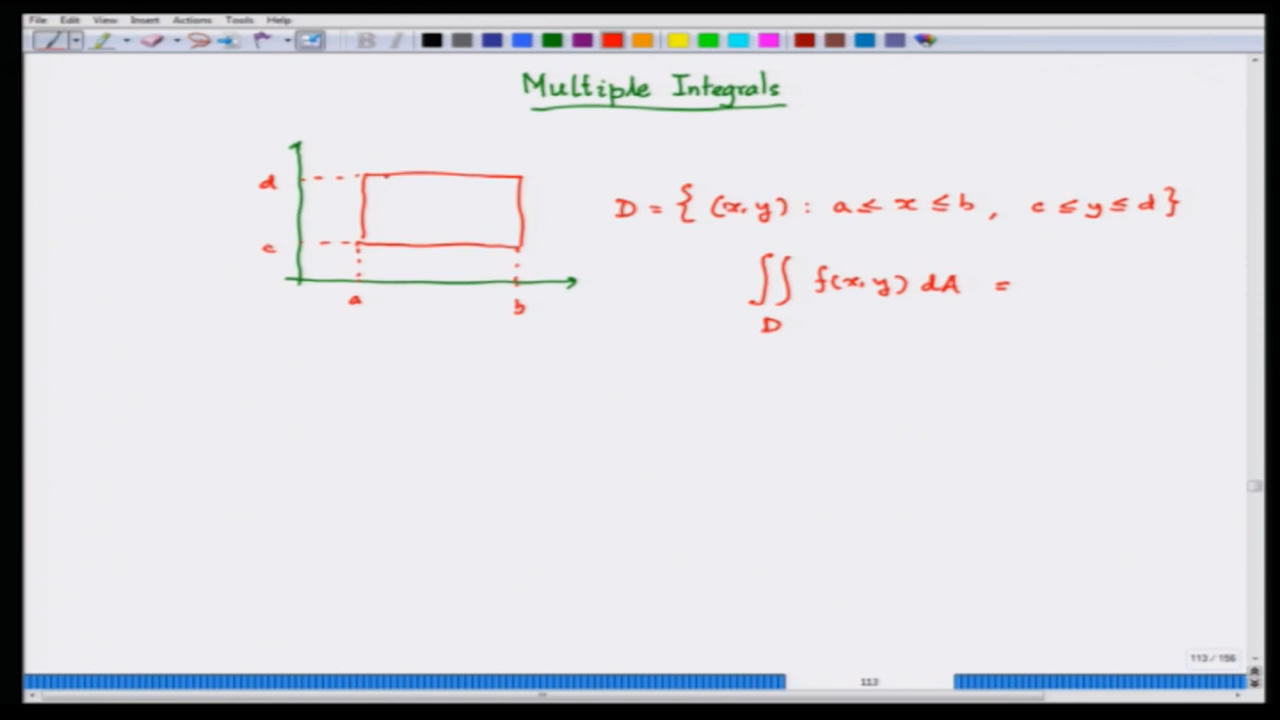 File Edit View Insert Actions Tools Help
Multiple Integrals
d
c
a
b
D = { (x, y) : a ≤ x ≤ b , c ≤ y ≤ d }
∬ f(x, y) dA =
D
113 / 156
113